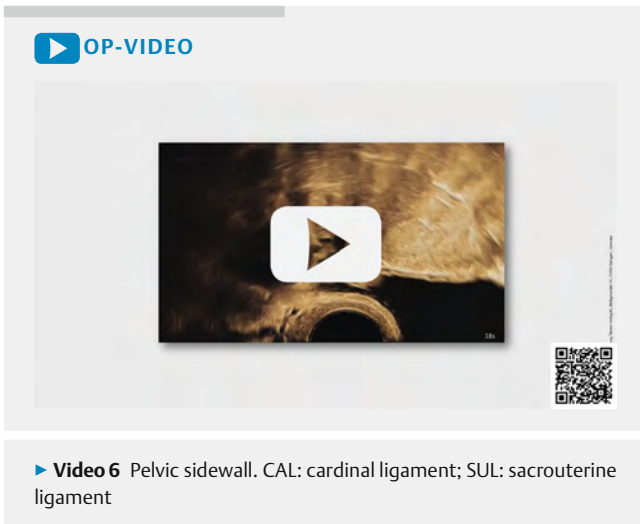 OP-VIDEO
18s
▶ Video 6 Pelvic sidewall. CAL: cardinal ligament; SUL: sacrouterine
ligament